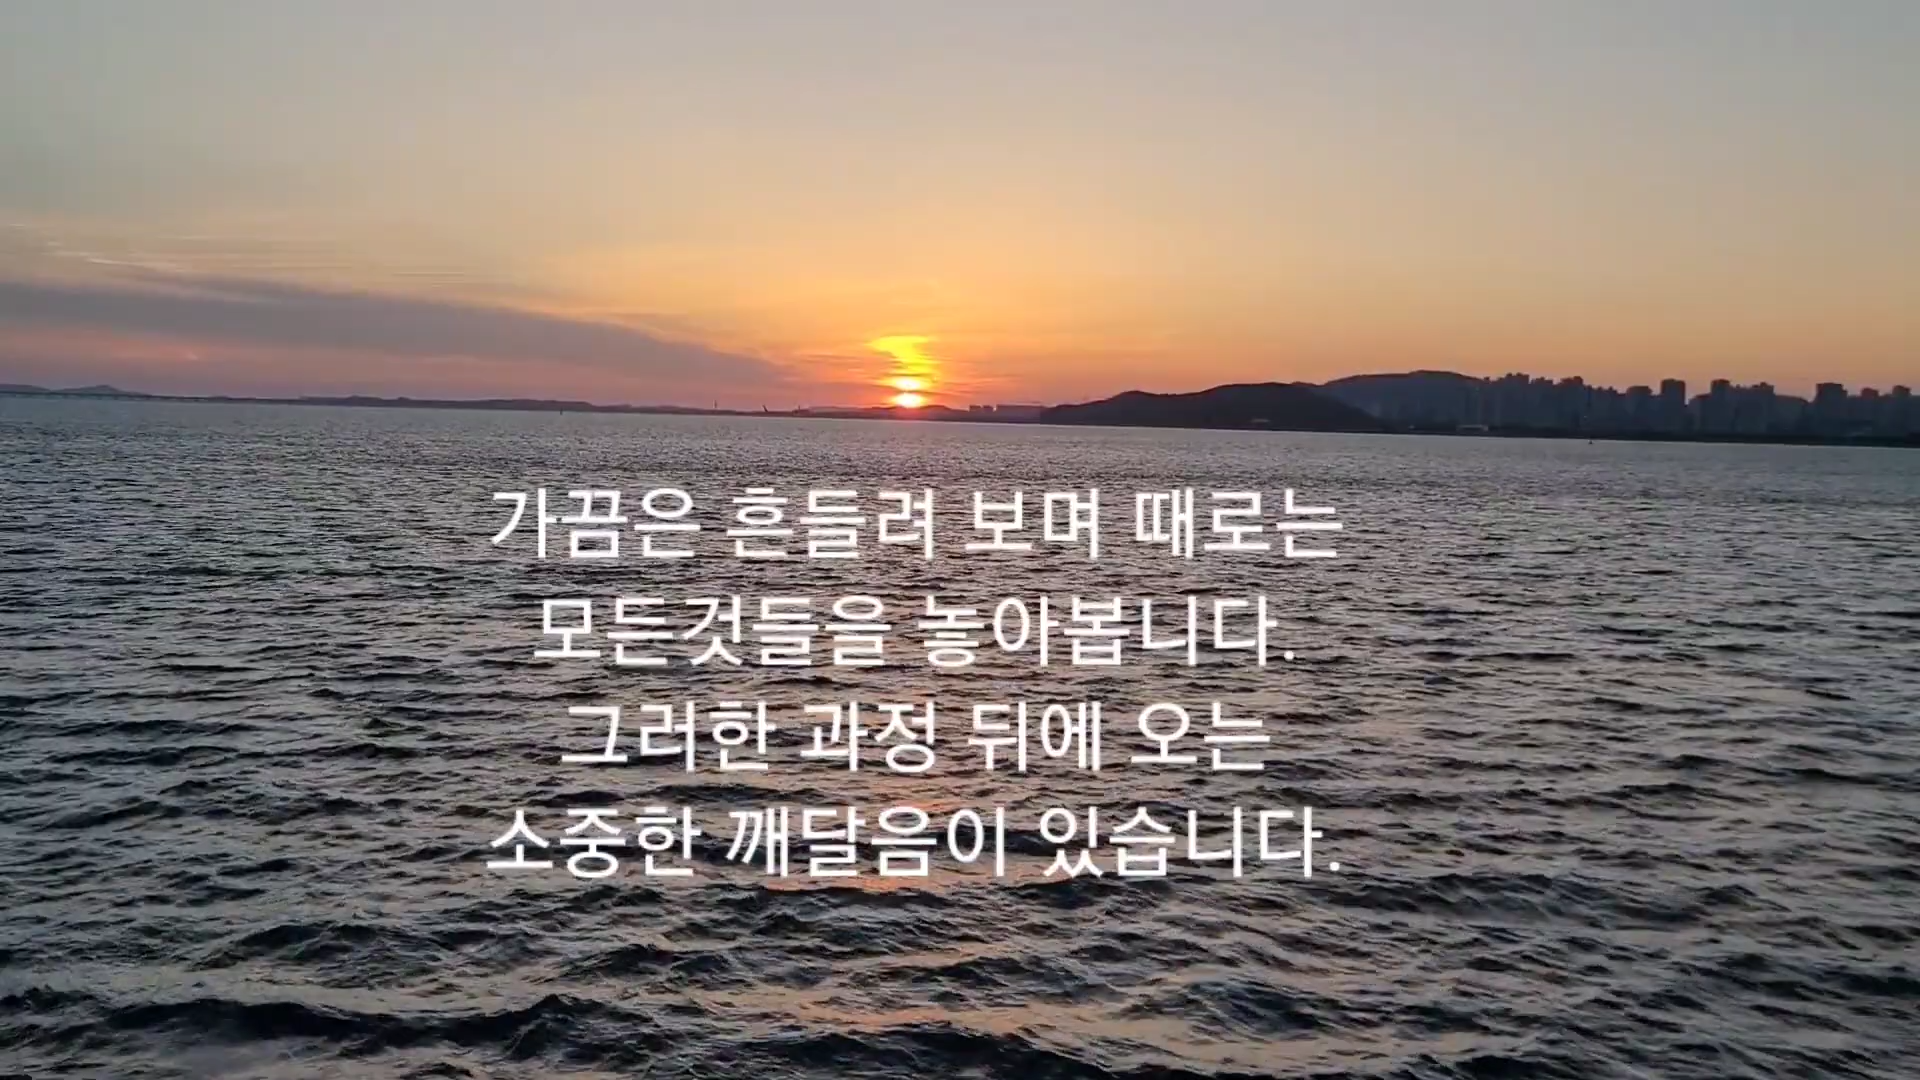 가끔은 흔들려 보며 때로는
모든것들을 놓아봅니다.
그러한 과정 뒤에 오는
소중한 깨달음이 있습니다.